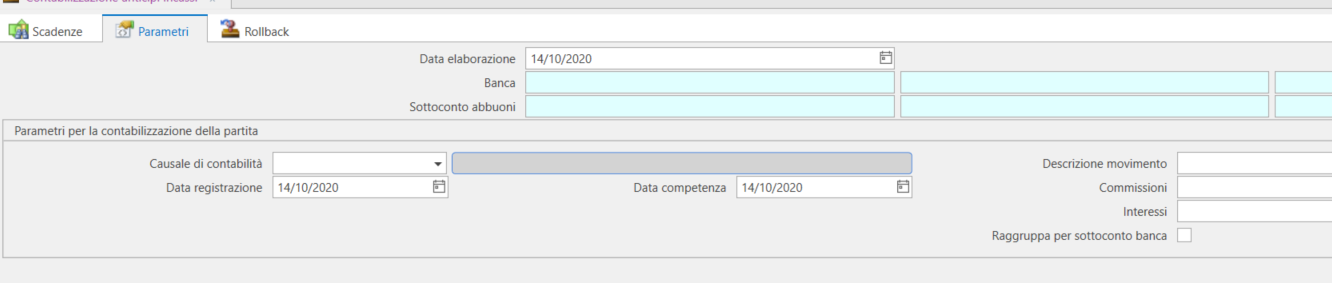 Scadenze Parametri Rollback
Data elaborazione 14/10/2020
Banca
Sottoconto abbuoni
Parametri per la contabilizzazione della partita
Causale di contabilità Descrizione movimento
Data registrazione 14/10/2020 Data competenza 14/10/2020 Commissioni
Interessi
Raggruppa per sottoconto banca